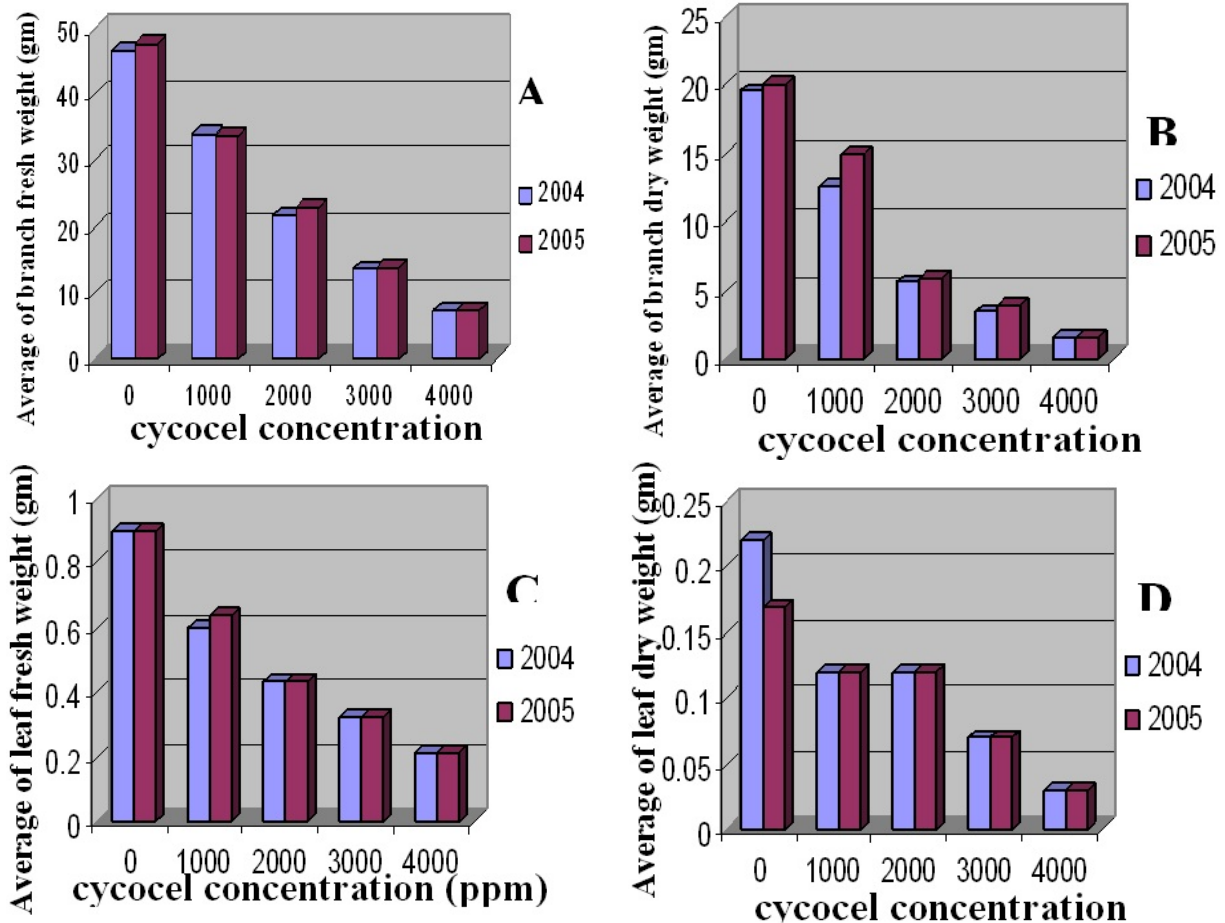 Average of branch fresh weight (gm)
50
40
30
20
10
0
0 1000 2000 3000 4000
cycocel concentration
A
2004
2005
Average of branch dry weight (gm)
25
20
15
10
5
0
0 1000 2000 3000 4000
cycocel concentration
B
2004
2005
Average of leaf fresh weight (gm)
1
0.8
0.6
0.4
0.2
0
0 1000 2000 3000 4000
cycocel concentration (ppm)
C
2004
2005
Average of leaf dry weight (gm)
0.25
0.2
0.15
0.1
0.05
0
0 1000 2000 3000 4000
cycocel concentration
D
2004
2005